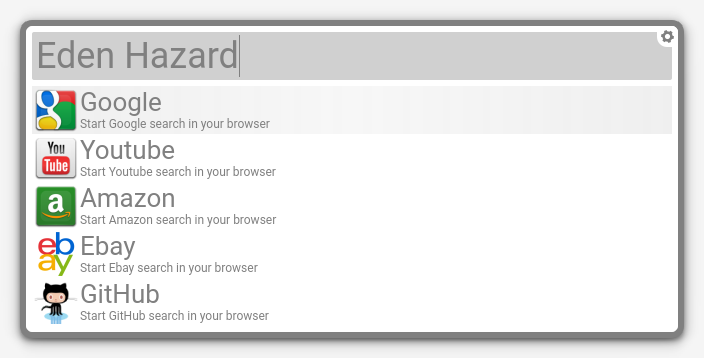 Eden Hazard
Google
Start Google search in your browser
You
Tube
Youtube
Start Youtube search in your browser
a
Amazon
Start Amazon search in your browser
ebay
Ebay
Start Ebay search in your browser
GitHub
Start GitHub search in your browser